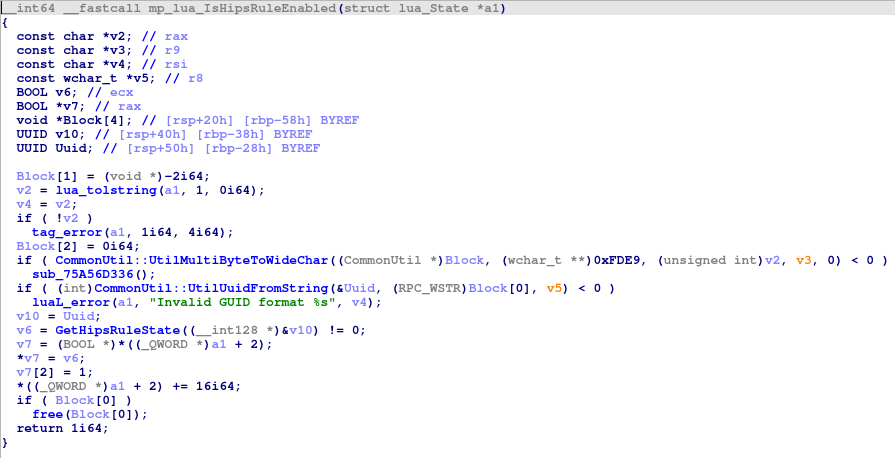 __int64 __fastcall mp_lua_IsHipsRuleEnabled(struct lua_State *a1)
{
  const char *v2; // rax
  const char *v3; // r9
  const char *v4; // rsi
  const wchar_t *v5; // r8
  BOOL v6; // ecx
  BOOL *v7; // rax
  void *Block[4]; // [rsp+20h] [rbp-58h] BYREF
  UUID v10; // [rsp+40h] [rbp-38h] BYREF
  UUID Uuid; // [rsp+50h] [rbp-28h] BYREF

  Block[1] = (void *)-2i64;
  v2 = lua_tolstring(a1, 1, 0i64);
  v4 = v2;
  if ( !v2 )
    tag_error(a1, 1i64, 4i64);
  Block[2] = 0i64;
  if ( CommonUtil::UtilMultiByteToWideChar((CommonUtil *)Block, (wchar_t **)0xFDE9, (unsigned int)v2, v3, 0) < 0 )
    sub_75A56D336();
  if ( (int)CommonUtil::UtilUuidFromString(&Uuid, (RPC_WSTR)Block[0], v5) < 0 )
    luaL_error(a1, "Invalid GUID format %s", v4);
  v10 = Uuid;
  v6 = GetHipsRuleState((__int128 *)&v10) != 0;
  v7 = (BOOL *)*((_QWORD *)a1 + 2);
  *v7 = v6;
  v7[2] = 1;
  *((_QWORD *)a1 + 2) += 16i64;
  if ( Block[0] )
    free(Block[0]);
  return 1i64;
}